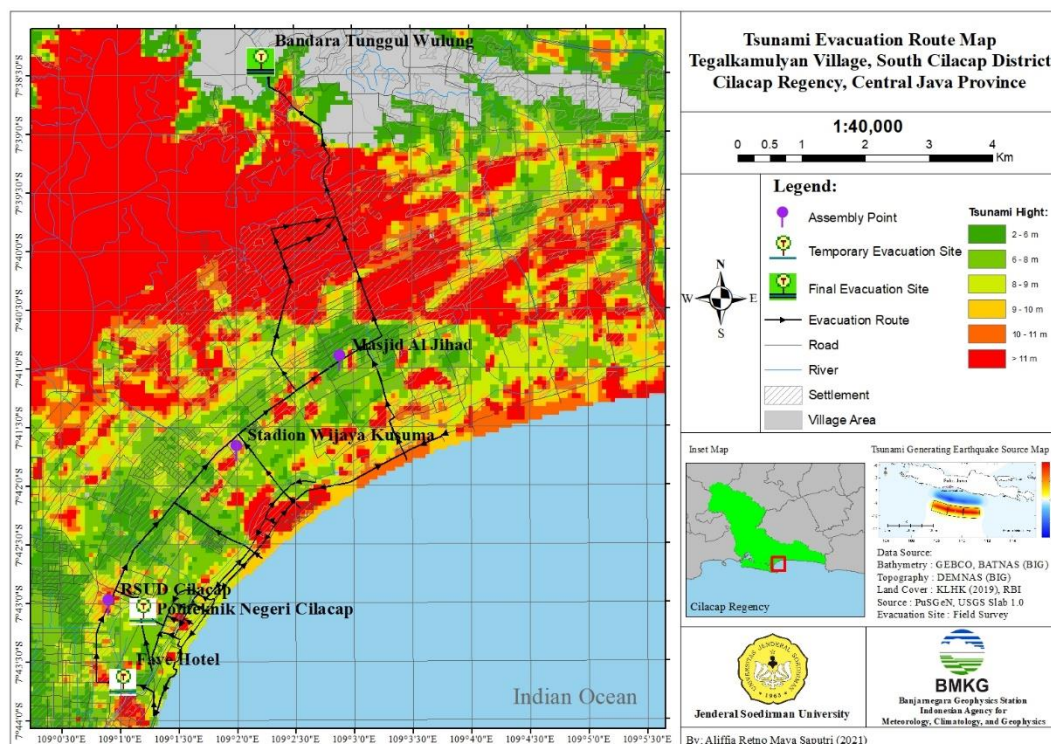 Tsunami Evacuation Route Map
Tegalkamulyan Village, South Cilacap District
Cilacap Regency, Central Java Province
1:40,000
0 0.5 1 2 3 4
Km
N
W E
S
Legend:
Assembly Point
Temporary Evacuation Site
Final Evacuation Site
Evacuation Route
Road
River
Settlement
Village Area
Tsunami Hight:
2 - 6 m
6 - 8 m
8 - 9 m
9 - 10 m
10 - 11 m
> 11 m
Bandara Tunggul Wulung
Masjid Al Jihad
Stadion Wijaya Kusuma
RSUD Cilacap
Politeknik Negeri Cilacap
Fave Hotel
Indian Ocean
7°38'30"S
7°39'0"S
7°39'30"S
7°40'0"S
7°40'30"S
7°41'0"S
7°41'30"S
7°42'0"S
7°42'30"S
7°43'0"S
7°43'30"S
7°44'0"S
109°0'30"E 109°1'0"E 109°1'30"E 109°2'0"E 109°2'30"E 109°3'0"E 109°3'30"E 109°4'0"E 109°4'30"E 109°5'0"E 109°5'30"E
Inset Map
Cilacap Regency
Tsunami Generating Earthquake Source Map
Data Source:
Bathymetry : GEBCO, BATNAS (BIG)
Topography : DEMNAS (BIG)
Land Cover : KLHK (2019), RBI
Source : PuSGeN, USGS Slab 1.0
Evacuation Site : Field Survey
Jenderal Soedirman University
BMKG
Banjarnegara Geophysics Station
Indonesian Agency for
Meteorology, Climatology, and Geophysics
By: Aliffia Retno Maya Saputri (2021)